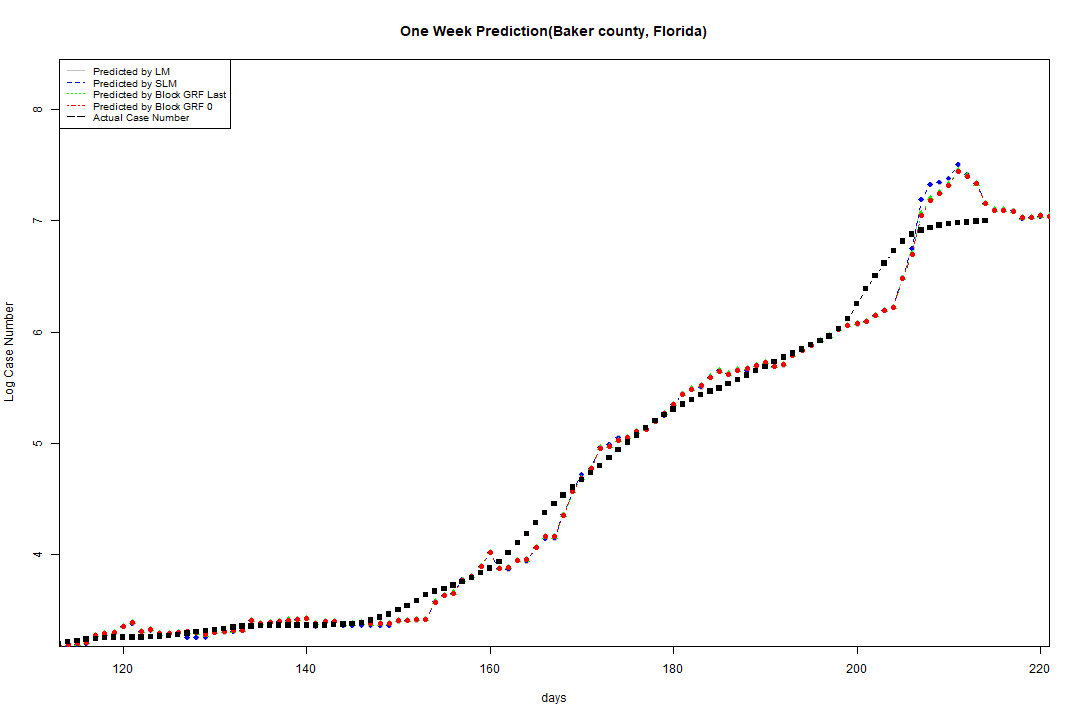 One Week Prediction(Baker county, Florida)
Predicted by LM
Predicted by SLM
Predicted by Block GRF Last
Predicted by Block GRF 0
Actual Case Number
8
7
6
5
4
Log Case Number
120 140 160 180 200 220
days